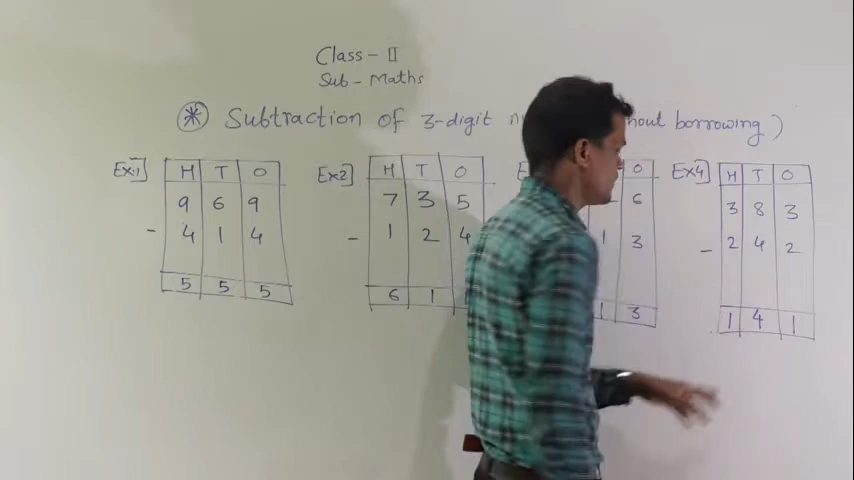 Class - II
Sub - Maths
* Subtraction of 3-digit hout borrowing)
Ex1]
H T O
9 6 9
- 4 1 4
5 5 5
Ex2]
H T O
7 3 5
- 1 2 4
6 1
O
6
1 3
1 3
Ex4]
H T O
3 8 3
- 2 4 2
1 4 1